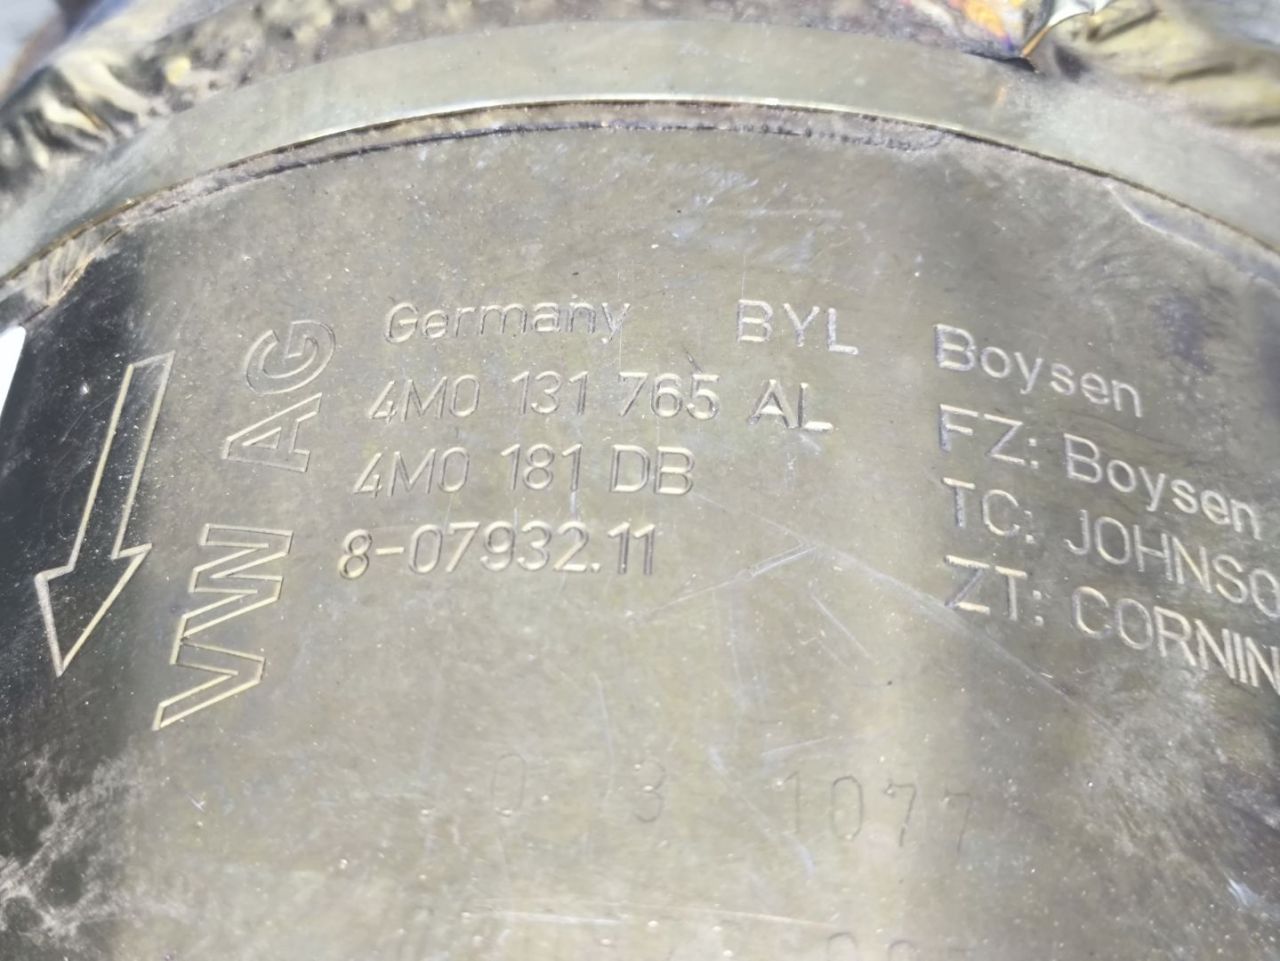 VW AG
Germany BYL
4M0 131 765 AL
4M0 181 DB
8-07932.11
Boysen
FZ: Boysen
TC: JOHNSO
ZT: CORNIN
1077